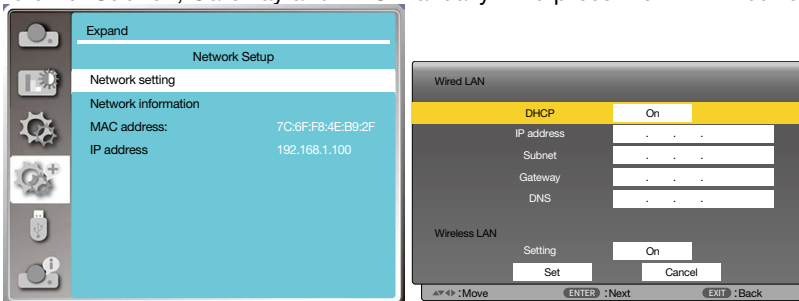 Expand
Network Setup
Network setting
Network information
MAC address: 7C:6F:F8:4E:B9:2F
IP address 192.168.1.100
Wired LAN
DHCP On
IP address . . .
Subnet . . .
Gateway . . .
DNS . . .
Wireless LAN
Setting On
Set Cancel
▲▼◀▶ :Move ENTER :Next EXIT :Back